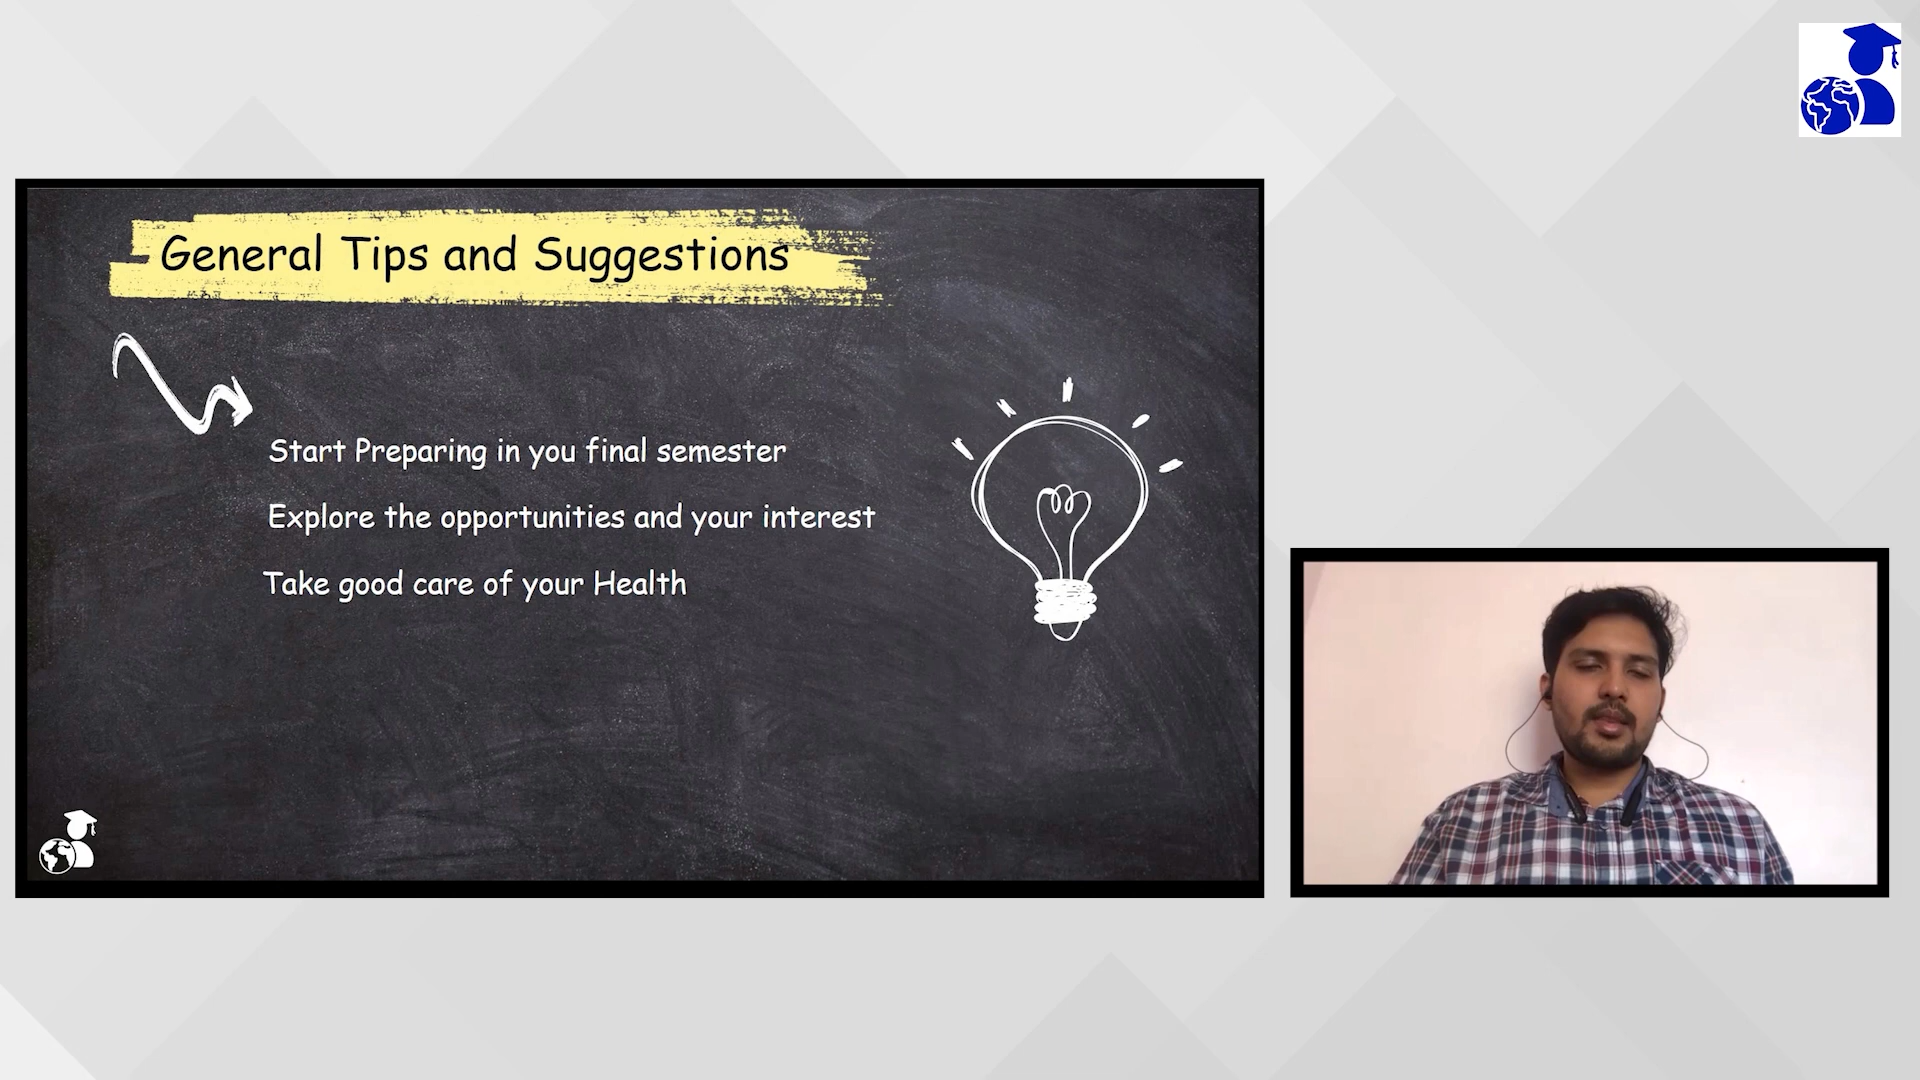 General Tips and Suggestions
Start Preparing in you final semester
Explore the opportunities and your interest
Take good care of your Health